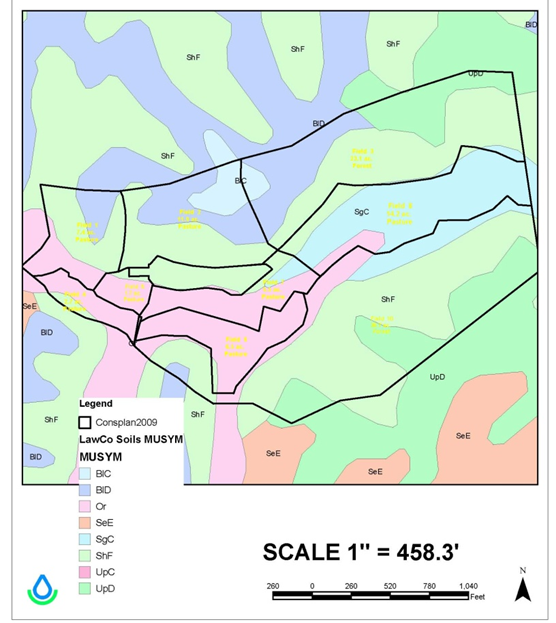 BlD
ShF
ShF
ShF
UpD
BlD
ShF
BlC
SgC
SeE
BlD
ShF
UpD
ShF
ShF
SeE
SeE
SeE
BlD
Legend
Consplan2009
LawCo Soils MUSYM
MUSYM
BlC
BlD
Or
SeE
SgC
ShF
UpC
UpD
SCALE 1" = 458.3'
260 0 260 520 780 1,040
Feet
N